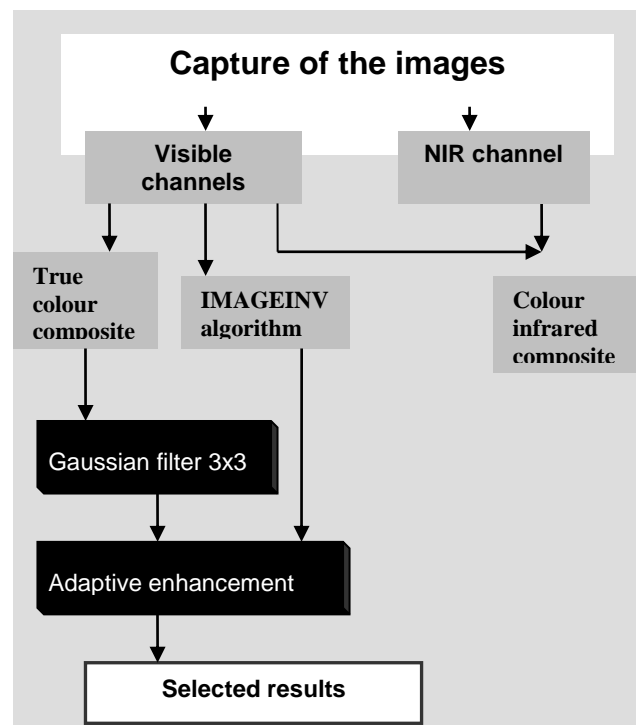 Capture of the images
Visible
channels
NIR channel
True
colour
composite
IMAGEINV
algorithm
Colour
infrared
composite
Gaussian filter 3x3
Adaptive enhancement
Selected results